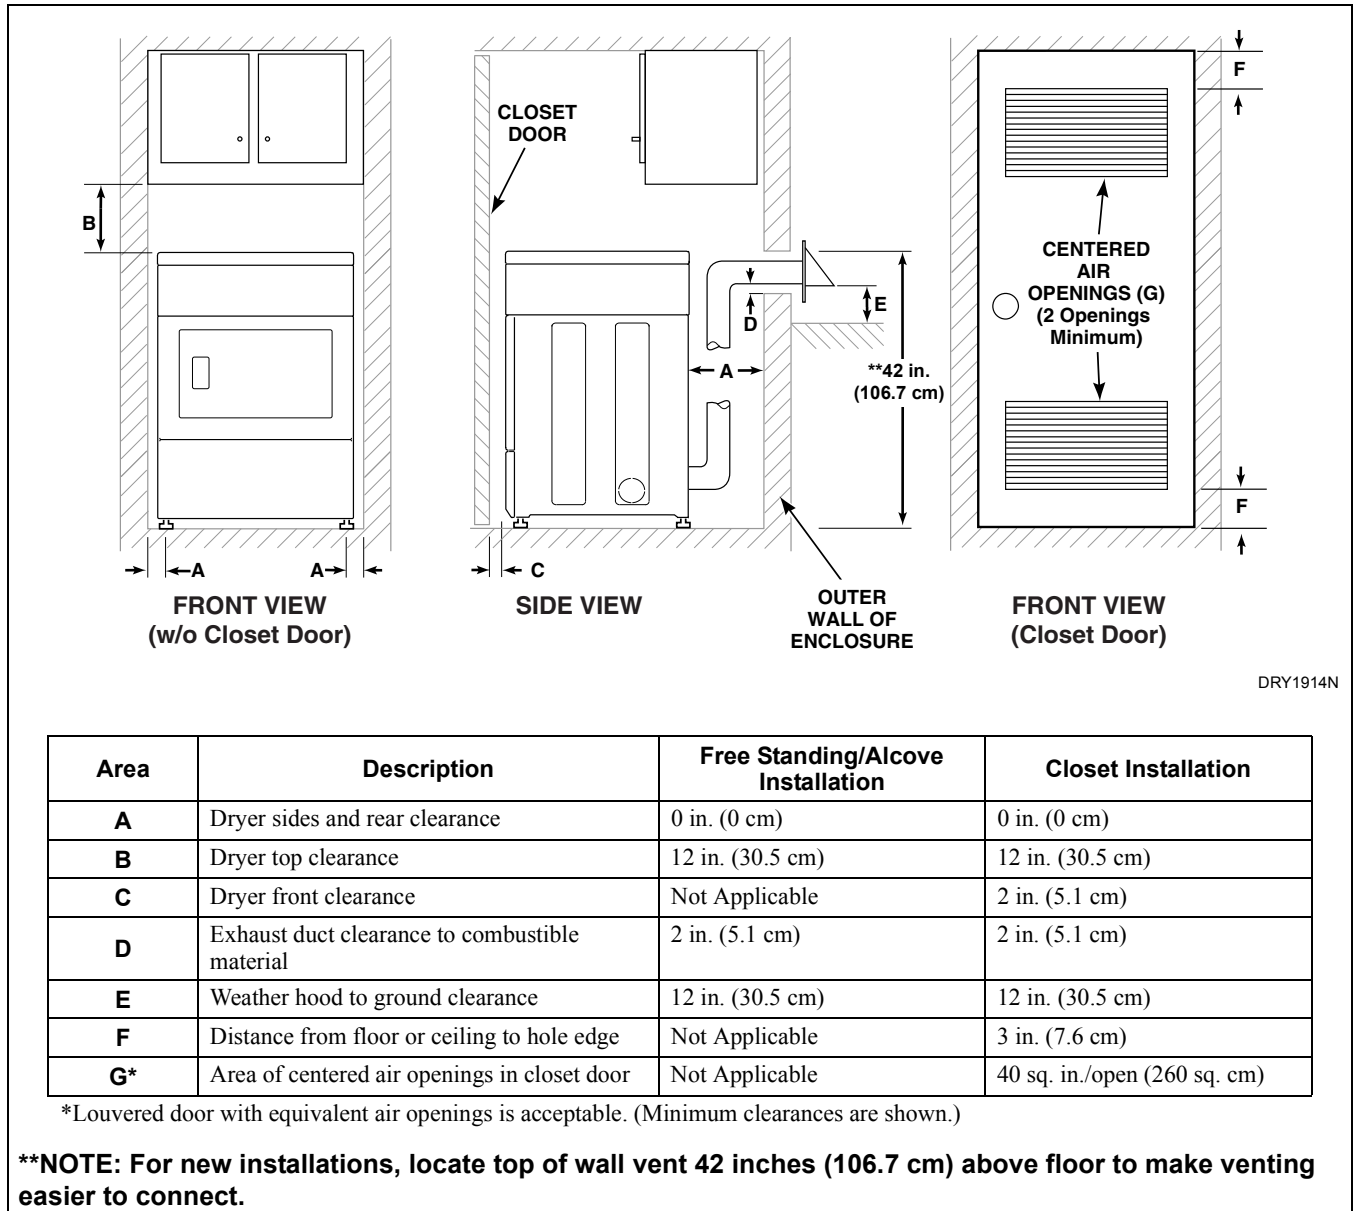 CLOSET
DOOR
B
D
E
A
**42 in.
(106.7 cm)
F
CENTERED
AIR
OPENINGS (G)
(2 Openings
Minimum)
F
A
A
C
FRONT VIEW
(w/o Closet Door)
SIDE VIEW
OUTER
WALL OF
ENCLOSURE
FRONT VIEW
(Closet Door)
DRY1914N
Area Description Free Standing/Alcove Installation Closet Installation
A Dryer sides and rear clearance 0 in. (0 cm) 0 in. (0 cm)
B Dryer top clearance 12 in. (30.5 cm) 12 in. (30.5 cm)
C Dryer front clearance Not Applicable 2 in. (5.1 cm)
D Exhaust duct clearance to combustible material 2 in. (5.1 cm) 2 in. (5.1 cm)
E Weather hood to ground clearance 12 in. (30.5 cm) 12 in. (30.5 cm)
F Distance from floor or ceiling to hole edge Not Applicable 3 in. (7.6 cm)
G* Area of centered air openings in closet door Not Applicable 40 sq. in./open (260 sq. cm)
*Louvered door with equivalent air openings is acceptable. (Minimum clearances are shown.)
**NOTE: For new installations, locate top of wall vent 42 inches (106.7 cm) above floor to make venting
easier to connect.